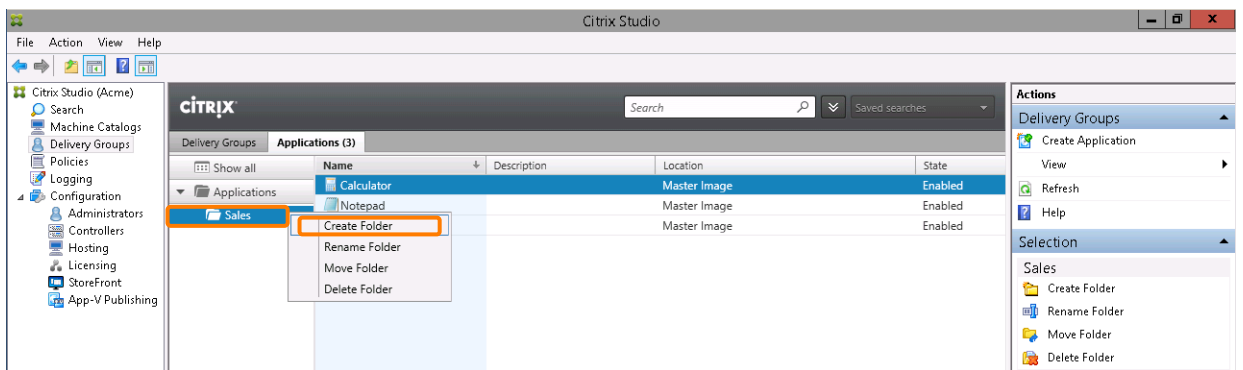 Citrix Studio
File Action View Help
Citrix Studio (Acme)
Search
Machine Catalogs
Delivery Groups
Policies
Logging
Configuration
Administrators
Controllers
Hosting
Licensing
StoreFront
App-V Publishing
CITRIX
Search
Saved searches
Delivery Groups Applications (3)
Show all
Applications
Sales
Name Description Location State
Calculator Master Image Enabled
Notepad Master Image Enabled
Master Image Enabled
Create Folder
Rename Folder
Move Folder
Delete Folder
Actions
Delivery Groups
Create Application
View
Refresh
Help
Selection
Sales
Create Folder
Rename Folder
Move Folder
Delete Folder